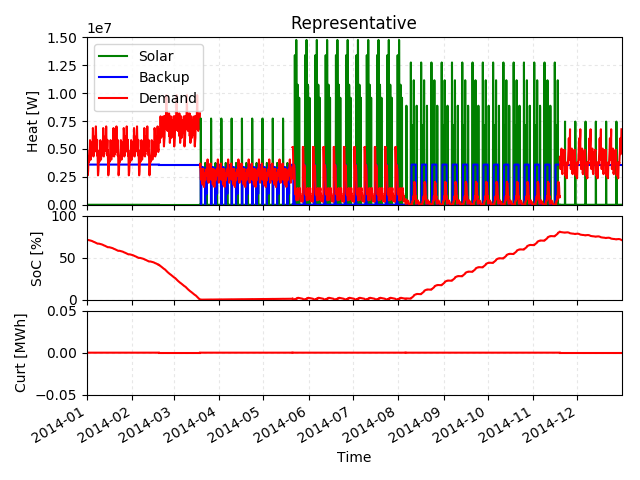 Representative
1e7
1.50
1.25
1.00
0.75
0.50
0.25
0.00
Heat [W]
Solar
Backup
Demand
100
50
0
SoC [%]
0.05
0.00
−0.05
Curt [MWh]
2014-01
2014-02
2014-03
2014-04
2014-05
2014-06
2014-07
2014-08
2014-09
2014-10
2014-11
2014-12
Time